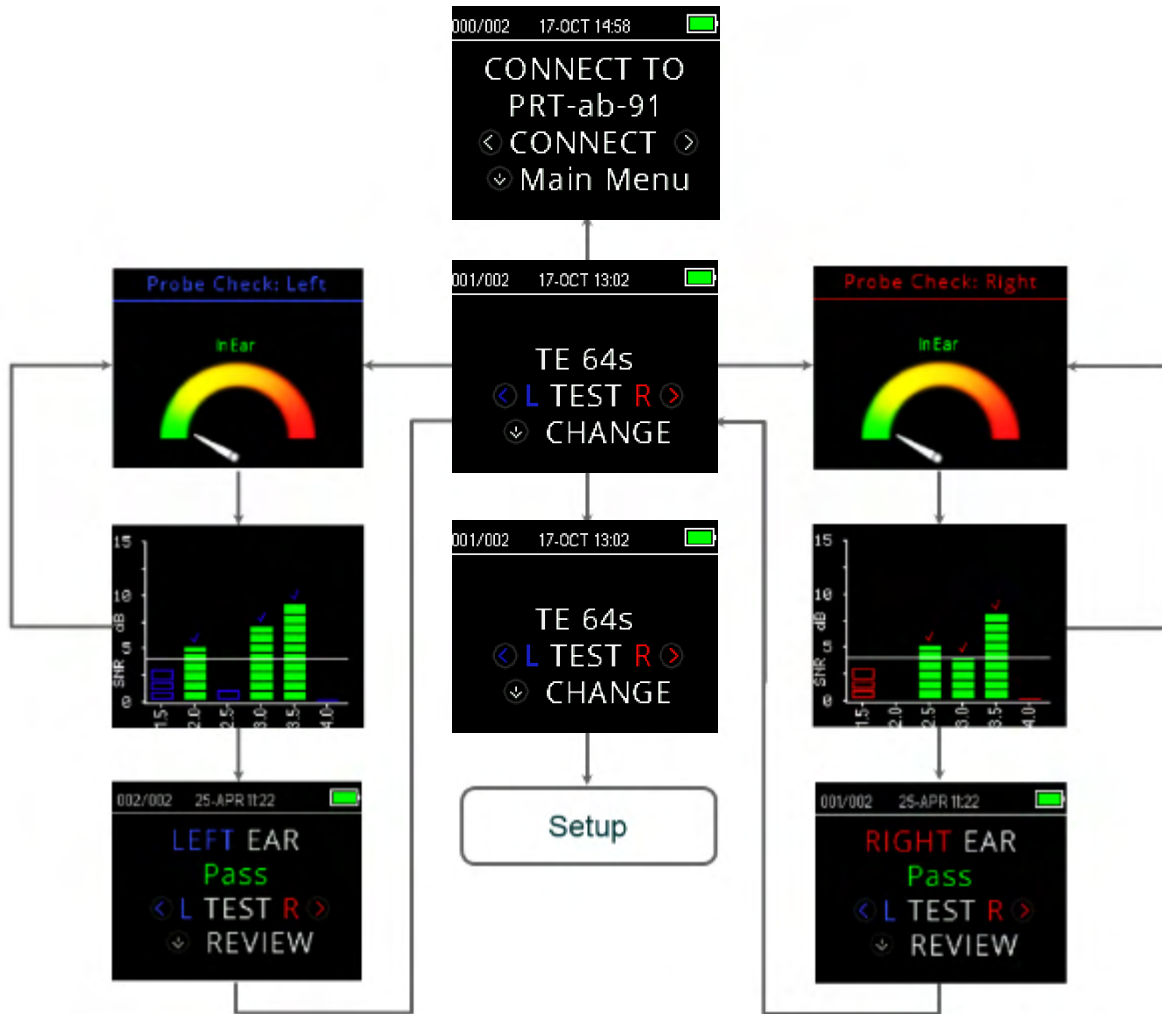 000/002 17-OCT 14:58
CONNECT TO
PRT-ab-91
CONNECT
Main Menu
Probe Check: Left
In Ear
001/002 17-OCT 13:02
TE 64s
L TEST R
CHANGE
Probe Check: Right
In Ear
15
10
5
0
SNR dB
1.5
2.0
2.5
3.0
3.5
4.0
001/002 17-OCT 13:02
TE 64s
L TEST R
CHANGE
15
10
5
0
SNR dB
1.5
2.0
2.5
3.0
3.5
4.0
002/002 25-APR 11:22
LEFT EAR
Pass
L TEST R
REVIEW
Setup
001/002 25-APR 11:22
RIGHT EAR
Pass
L TEST R
REVIEW